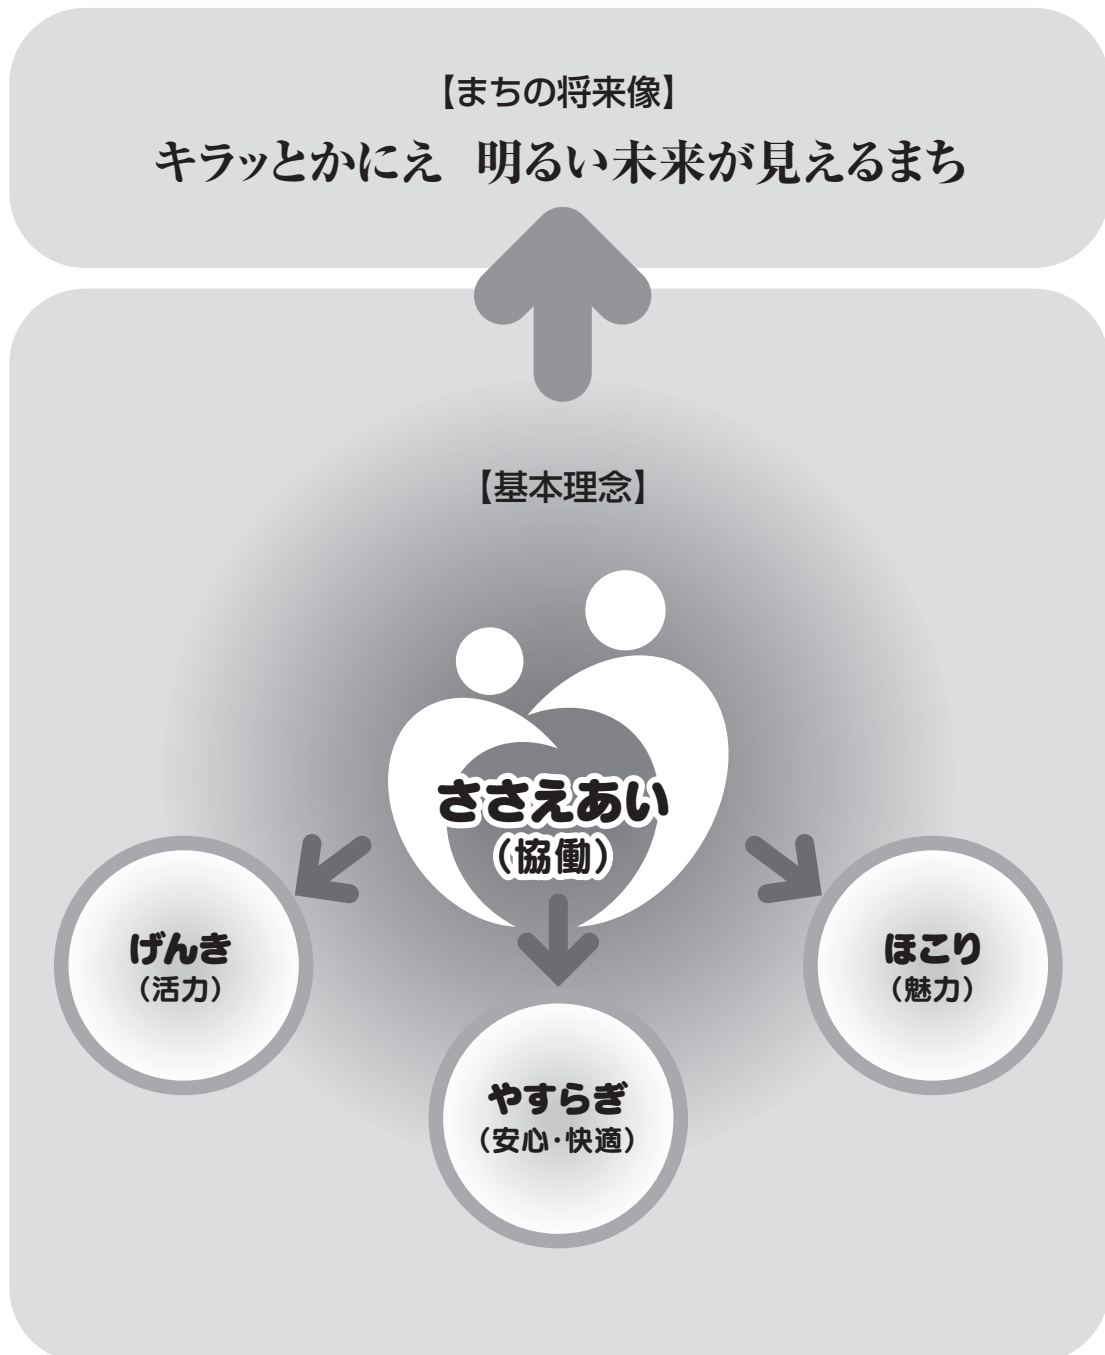 【まちの将来像】
キラッとかにえ　明るい未来が見えるまち
【基本理念】
ささえあい
（協働）
げんき
（活力）
やすらぎ
（安心・快適）
ほこり
（魅力）